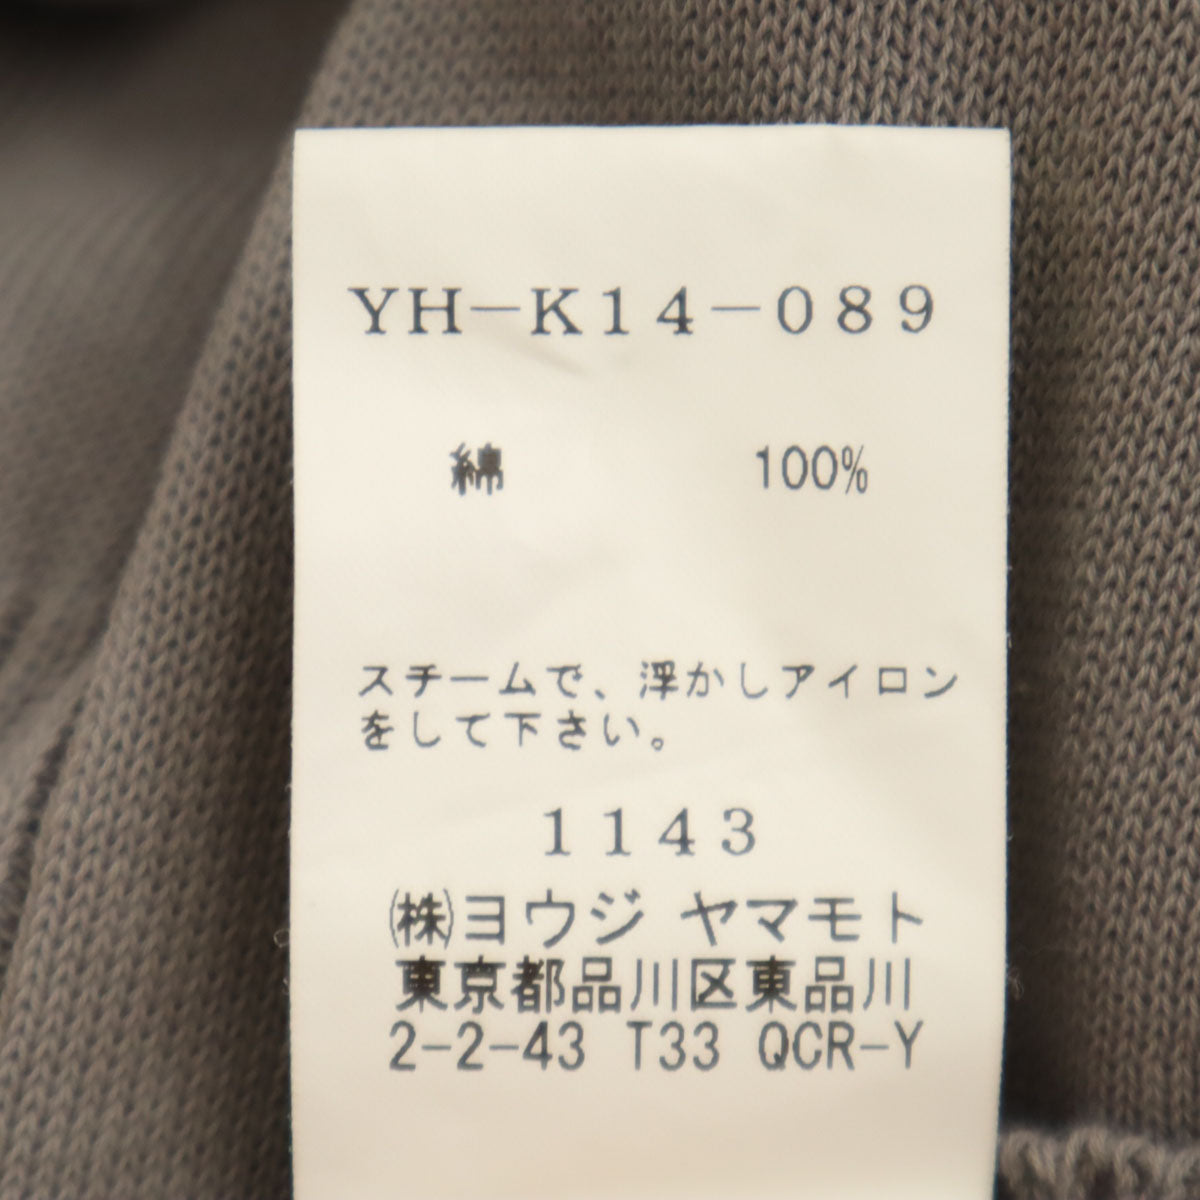 YH-K14-089
綿 100%
スチームで、浮かしアイロン
をして下さい。
1143
㈱ヨウジ ヤマモト
東京都品川区東品川
2-2-43 T33 QCR-Y